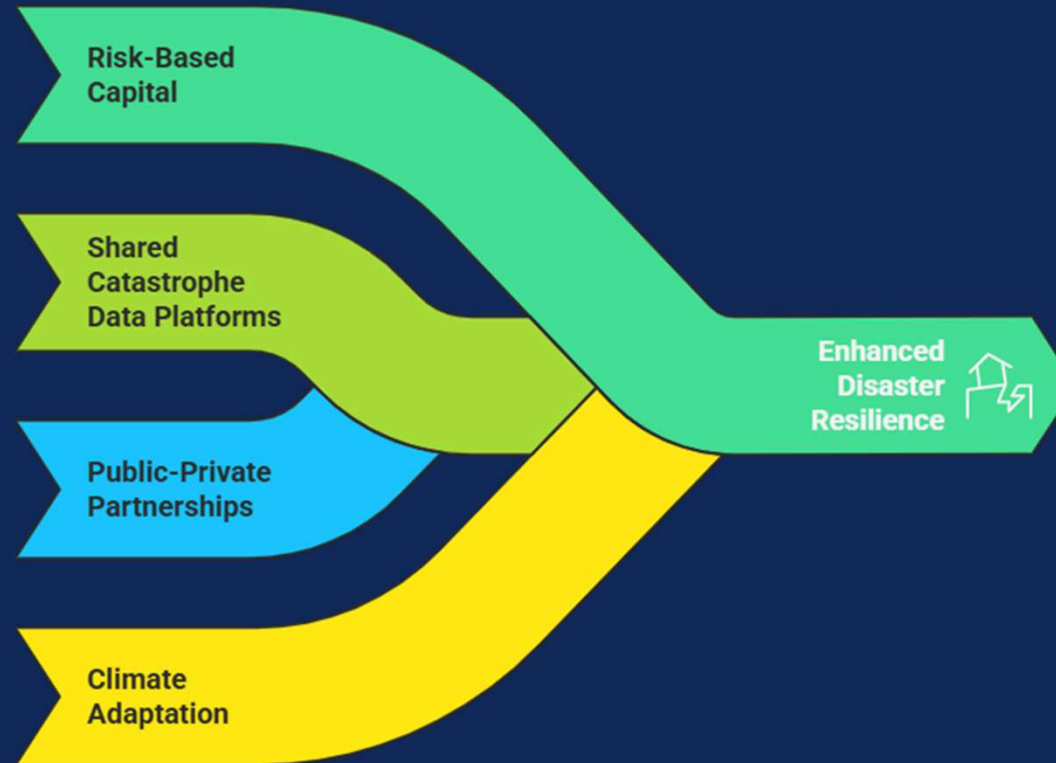 Risk-Based
Capital
Shared
Catastrophe
Data Platforms
Public-Private
Partnerships
Climate
Adaptation
Enhanced
Disaster
Resilience